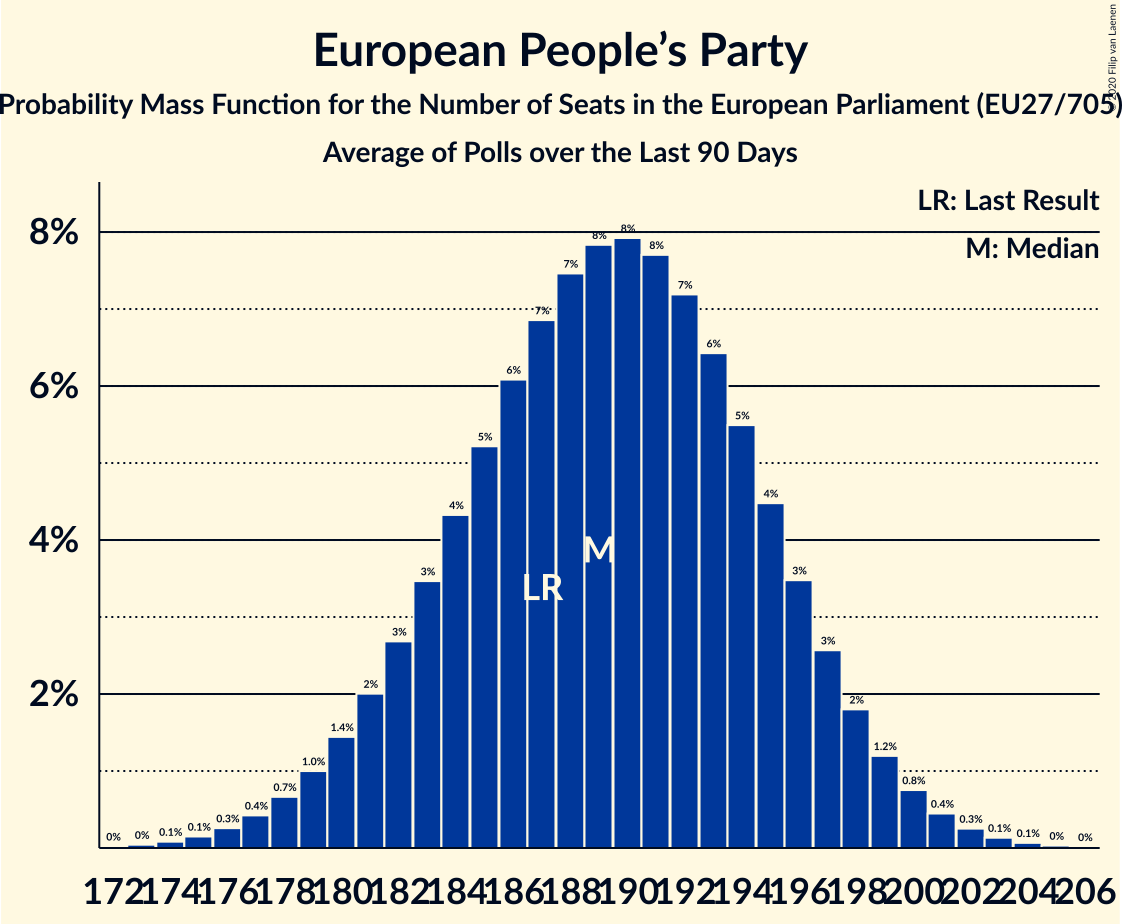 European People’s Party
Probability Mass Function for the Number of Seats in the European Parliament (EU27/705)
Average of Polls over the Last 90 Days
© 2020 Filip van Laenen
LR: Last Result
M: Median
8%
6%
4%
2%
0% 0% 0.1% 0.1% 0.3% 0.4% 0.7% 1.0% 1.4% 2% 3% 3% 4% 5% 6% 7% 7% 8% 8% 8% 7% 6% 5% 4% 3% 3% 2% 1.2% 0.8% 0.4% 0.3% 0.1% 0.1% 0% 0%
M
LR
172 174 176 178 180 182 184 186 188 190 192 194 196 198 200 202 204 206